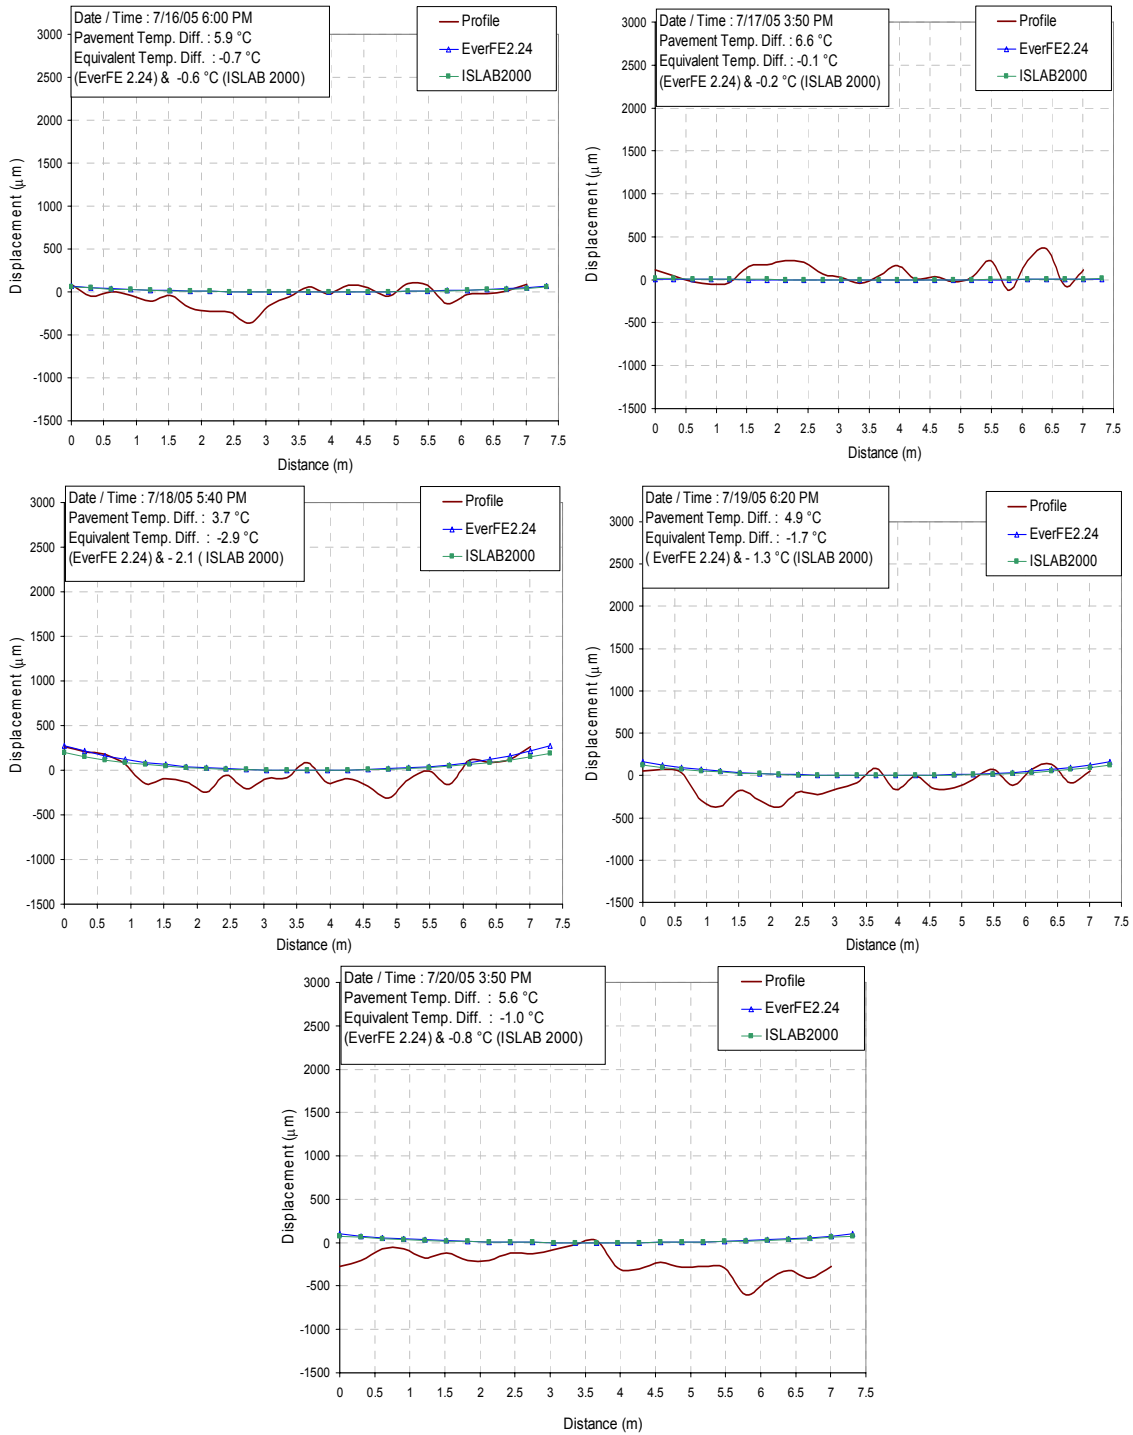 Date / Time : 7/16/05 6:00 PM
Pavement Temp. Diff. : 5.9 °C
Equivalent Temp. Diff.  : -0.7 °C
(EverFE 2.24) &  -0.6 °C (ISLAB 2000)
Profile
EverFE2.24
ISLAB2000
3000
2500
2000
1500
1000
500
0
-500
-1000
-1500
Displacement (μm)
0 0.5 1 1.5 2 2.5 3 3.5 4 4.5 5 5.5 6 6.5 7 7.5
Distance (m)
Date / Time : 7/17/05 3:50 PM
Pavement Temp. Diff. : 6.6 °C
Equivalent Temp. Diff. : -0.1 °C
(EverFE 2.24) & -0.2 °C (ISLAB 2000)
Profile
EverFE2.24
ISLAB2000
3000
2500
2000
1500
1000
500
0
-500
-1000
-1500
Displacement (μm)
0 0.5 1 1.5 2 2.5 3 3.5 4 4.5 5 5.5 6 6.5 7 7.5
Distance (m)
Date / Time : 7/18/05 5:40 PM
Pavement Temp. Diff. :  3.7 °C
Equivalent Temp. Diff.  : -2.9 °C
(EverFE 2.24) & - 2.1 ( ISLAB 2000)
Profile
EverFE2.24
ISLAB2000
3000
2500
2000
1500
1000
500
0
-500
-1000
-1500
Displacement (μm)
0 0.5 1 1.5 2 2.5 3 3.5 4 4.5 5 5.5 6 6.5 7 7.5
Distance (m)
Date / Time : 7/19/05 6:20 PM
Pavement Temp. Diff. : 4.9 °C
Equivalent Temp. Diff. : -1.7 °C
( EverFE 2.24) & - 1.3 °C (ISLAB 2000)
Profile
EverFE2.24
ISLAB2000
3000
2500
2000
1500
1000
500
0
-500
-1000
-1500
Displacement (μm)
0 0.5 1 1.5 2 2.5 3 3.5 4 4.5 5 5.5 6 6.5 7 7.5
Distance (m)
Date / Time : 7/20/05 3:50 PM
Pavement Temp. Diff.  :  5.6 °C
Equivalent Temp. Diff.  :  -1.0 °C
(EverFE 2.24) & -0.8 °C (ISLAB 2000)
Profile
EverFE2.24
ISLAB2000
3000
2500
2000
1500
1000
500
0
-500
-1000
-1500
Displacement (μm)
0 0.5 1 1.5 2 2.5 3 3.5 4 4.5 5 5.5 6 6.5 7 7.5
Distance (m)